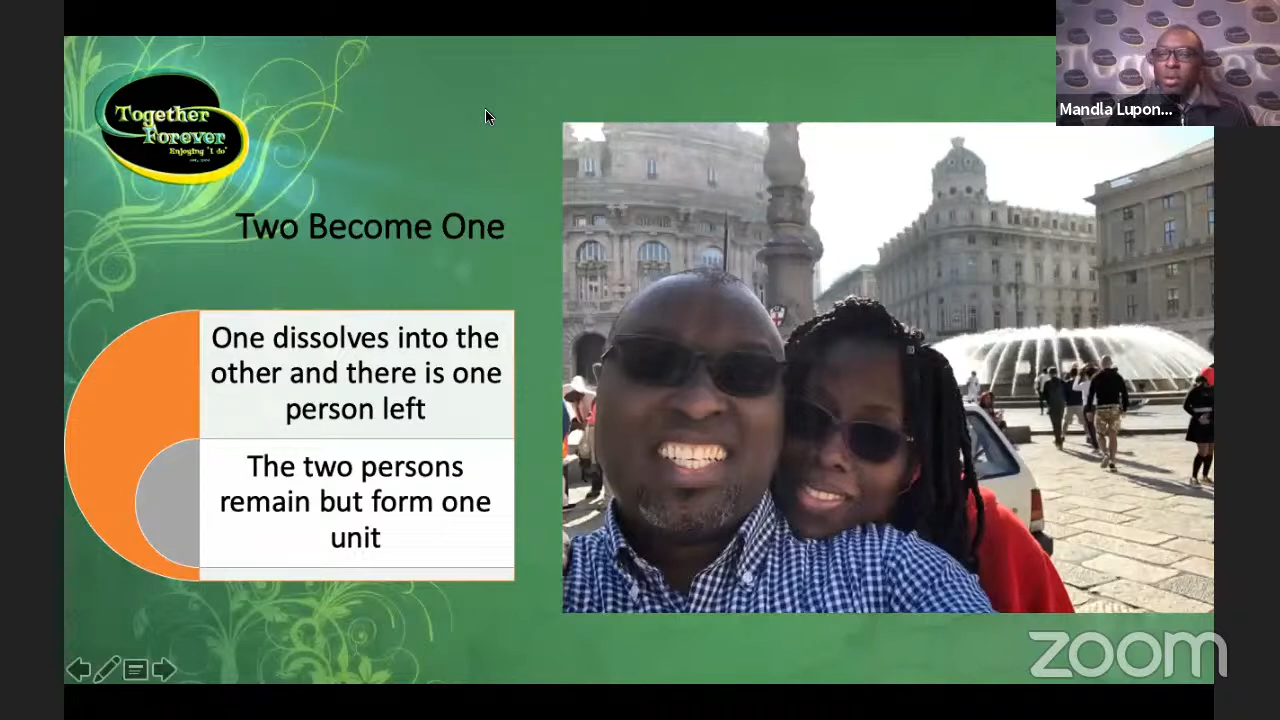 Together
Forever
Enjoying "I do"
Mandla Lupon...
Two Become One
One dissolves into the
other and there is one
person left
The two persons
remain but form one
unit
zoom